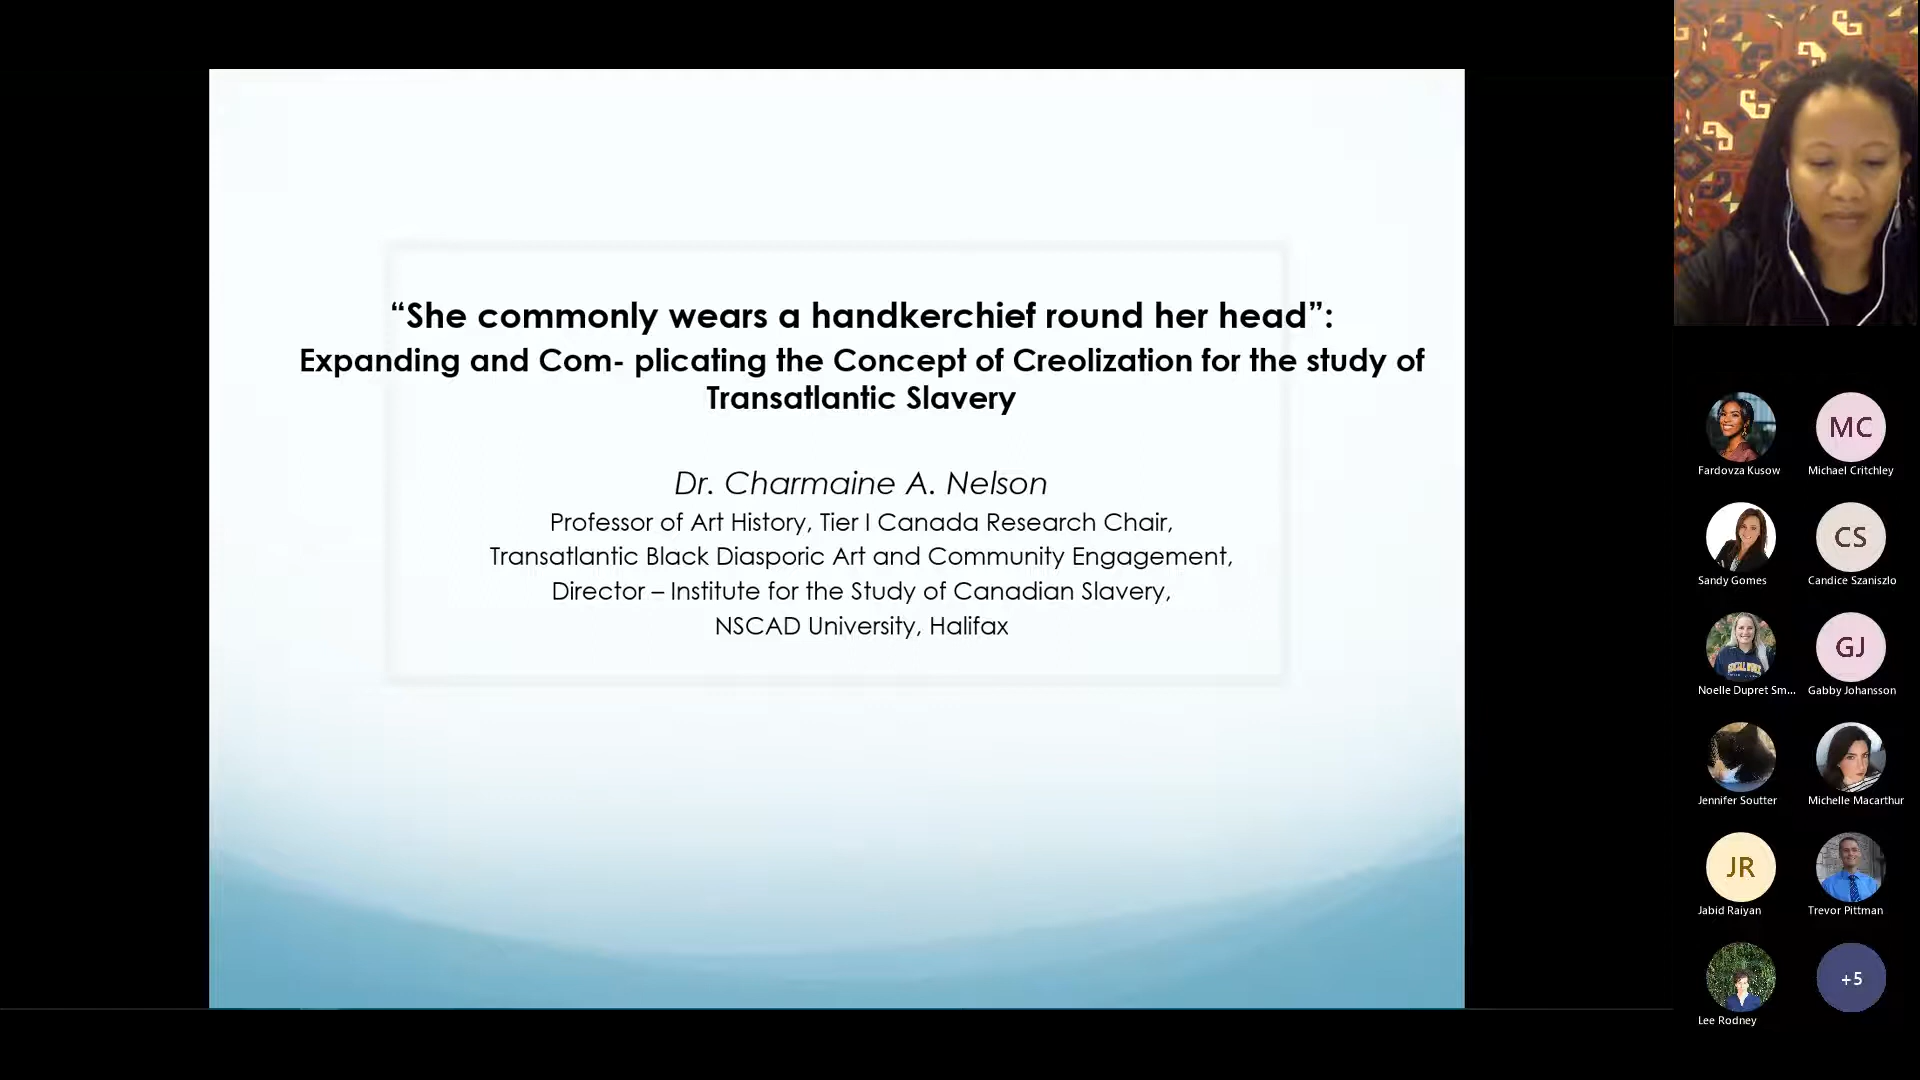 “She commonly wears a handkerchief round her head”:
Expanding and Com- plicating the Concept of Creolization for the study of
Transatlantic Slavery
Dr. Charmaine A. Nelson
Professor of Art History, Tier I Canada Research Chair,
Transatlantic Black Diasporic Art and Community Engagement,
Director – Institute for the Study of Canadian Slavery,
NSCAD University, Halifax
MC
Fardovza Kusow
Michael Critchley
CS
Sandy Gomes
Candice Szaniszlo
GJ
Noelle Dupret Sm...
Gabby Johansson
Jennifer Soutter
Michelle Macarthur
JR
Jabid Raiyan
Trevor Pittman
+5
Lee Rodney